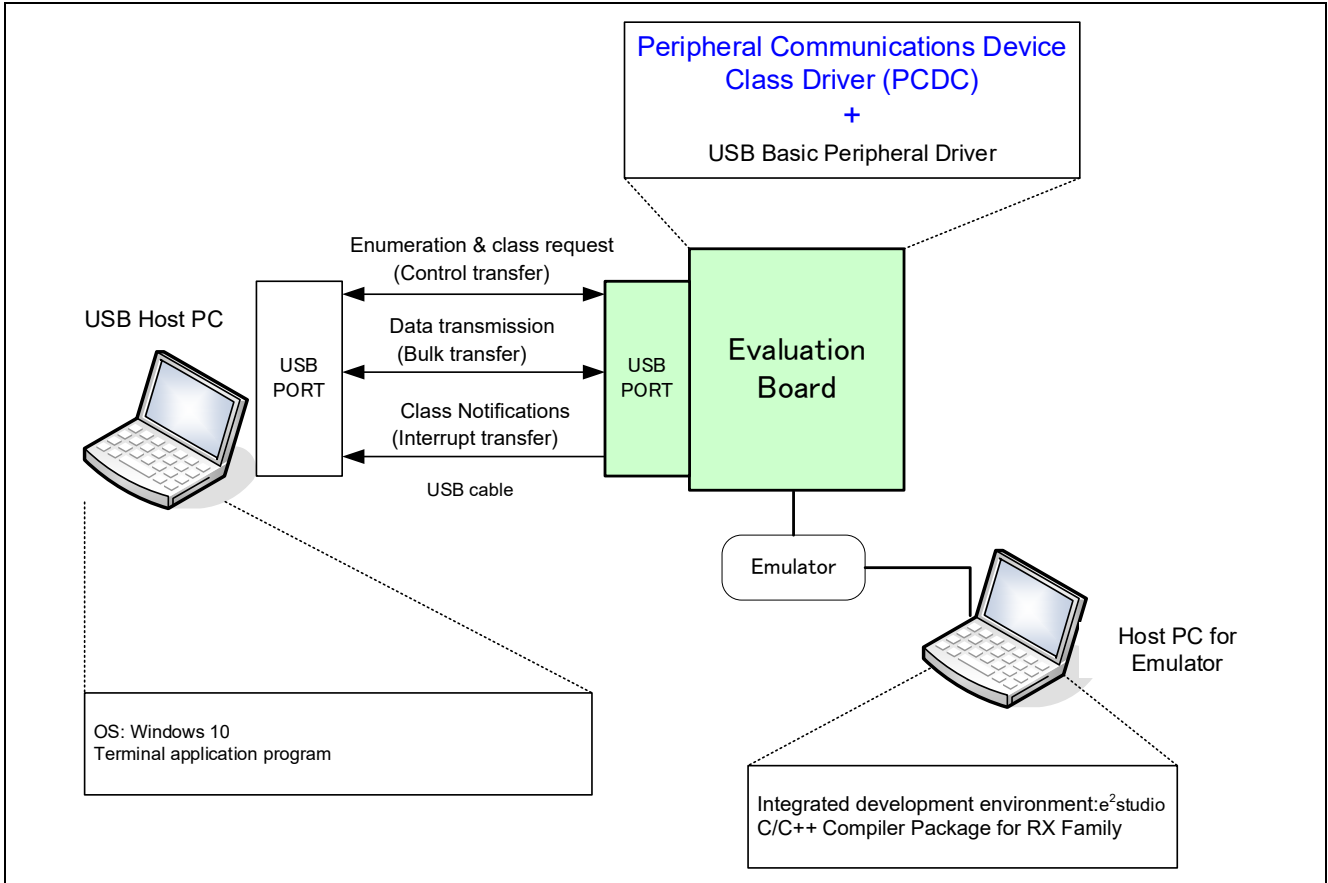 Peripheral Communications Device
Class Driver (PCDC)
+
USB Basic Peripheral Driver
Enumeration & class request
(Control transfer)
USB Host PC
Data transmission
(Bulk transfer)
USB
PORT
USB
PORT
Evaluation
Board
Class Notifications
(Interrupt transfer)
USB cable
Emulator
Host PC for
Emulator
OS: Windows 10
Terminal application program
Integrated development environment:e²studio
C/C++ Compiler Package for RX Family